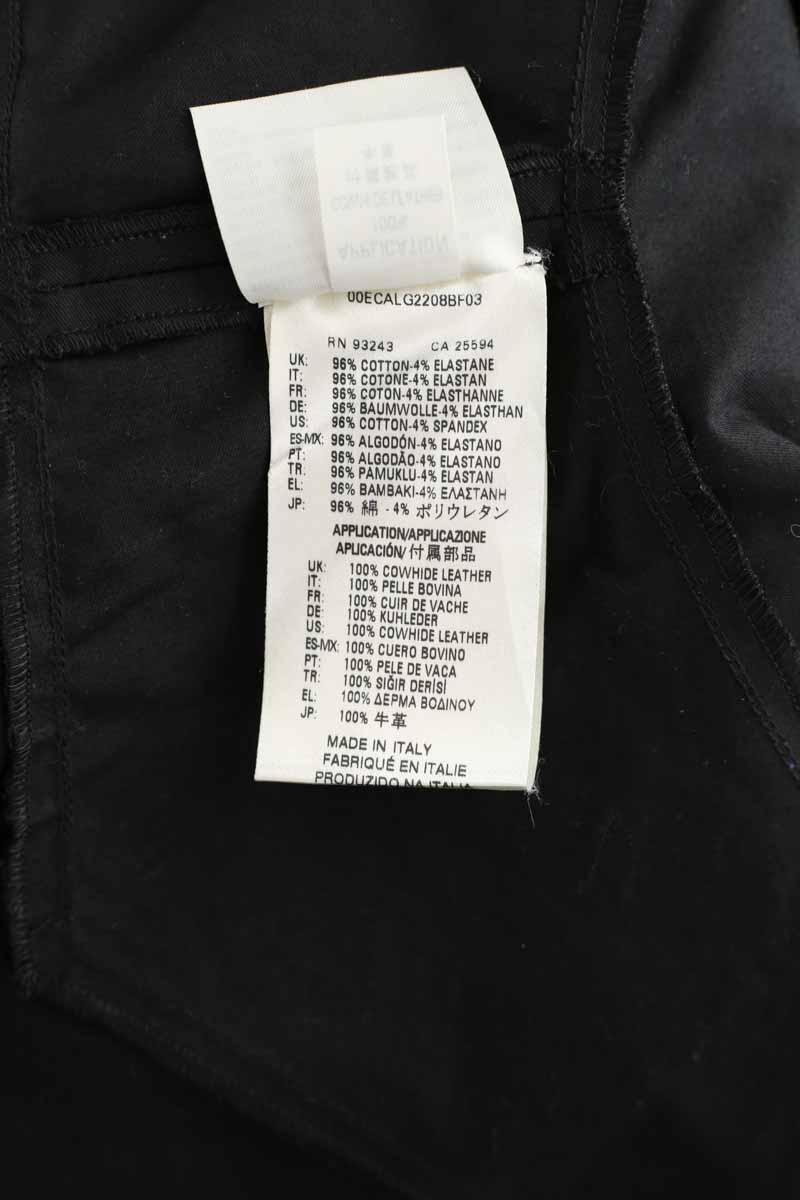 00ECALG2208BF03
RN 93243 CA 25594
UK: 96% COTTON-4% ELASTANE
IT: 96% COTONE-4% ELASTAN
FR: 96% COTON-4% ELASTHANNE
DE: 96% BAUMWOLLE-4% ELASTHAN
US: 96% COTTON-4% SPANDEX
ES-MX: 96% ALGODÓN-4% ELASTANO
PT: 96% ALGODÃO-4% ELASTANO
TR: 96% PAMUKLU-4% ELASTAN
EL: 96% ΒΑΜΒΑΚΙ-4% ΕΛΑΣΤΑΝΗ
JP: 96% 綿 - 4% ポリウレタン
APPLICATION/APPLICAZIONE
APLICACIÓN/付属部品
UK: 100% COWHIDE LEATHER
IT: 100% PELLE BOVINA
FR: 100% CUIR DE VACHE
DE: 100% KUHLEDER
US: 100% COWHIDE LEATHER
ES-MX: 100% CUERO BOVINO
PT: 100% PELE DE VACA
TR: 100% SIĞIR DERİSİ
EL: 100% ΔΕΡΜΑ ΒΟΔΙΝΟΥ
JP: 100% 牛革
MADE IN ITALY
FABRIQUÉ EN ITALIE
PRODUZIDO NA ITALIA